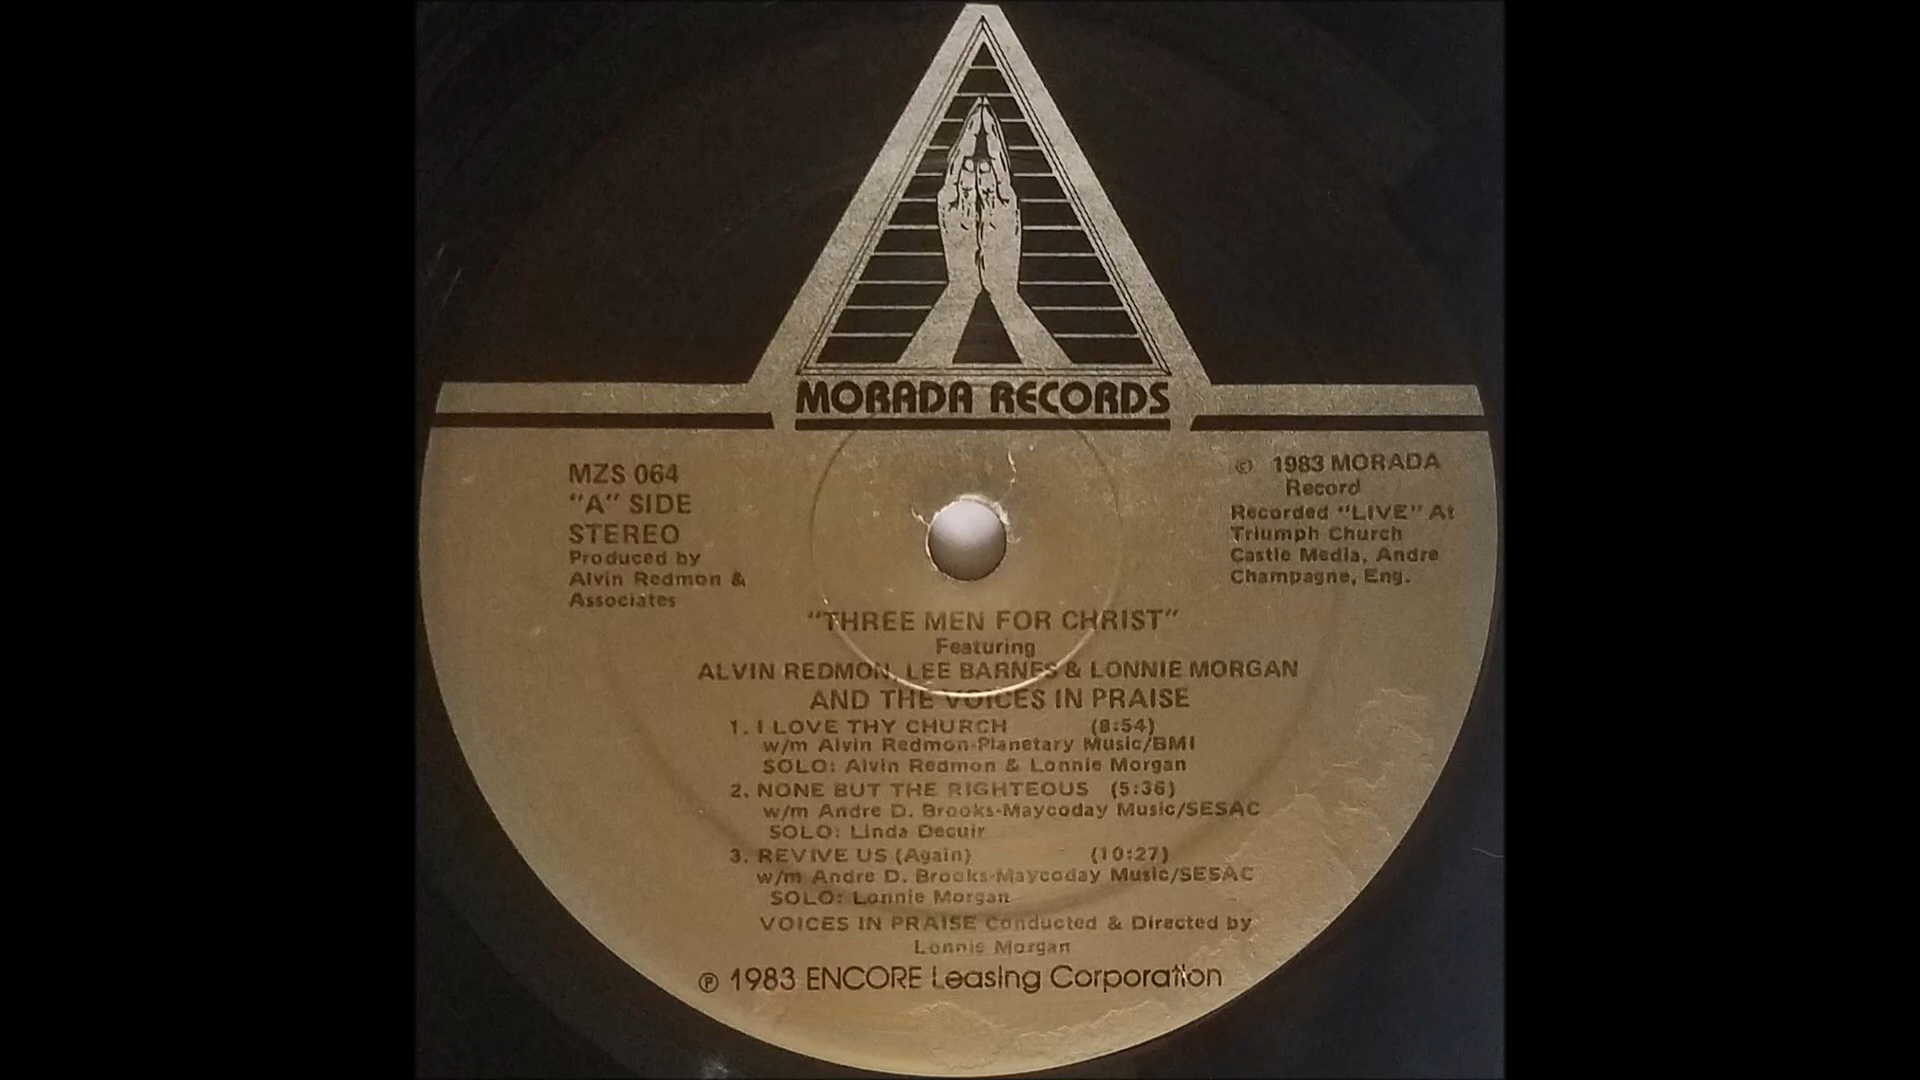 MORADA RECORDS
MZS 064
"A" SIDE
STEREO
Produced by
Alvin Redmon &
Associates
© 1983 MORADA
Record
Recorded "LIVE" At
Triumph Church
Castle Media, Andre
Champagne, Eng.
"THREE MEN FOR CHRIST"
Featuring
ALVIN REDMON, LEE BARNES & LONNIE MORGAN
AND THE VOICES IN PRAISE
1. I LOVE THY CHURCH (8:54)
w/m Alvin Redmon-Planetary Music/BMI
SOLO: Alvin Redmon & Lonnie Morgan
2. NONE BUT THE RIGHTEOUS (5:36)
w/m Andre D. Brooks-Maycoday Music/SESAC
SOLO: Linda Decuir
3. REVIVE US (Again) (10:27)
w/m Andre D. Brooks-Maycoday Music/SESAC
SOLO: Lonnie Morgan
VOICES IN PRAISE Conducted & Directed by
Lonnie Morgan
℗ 1983 ENCORE Leasing Corporation